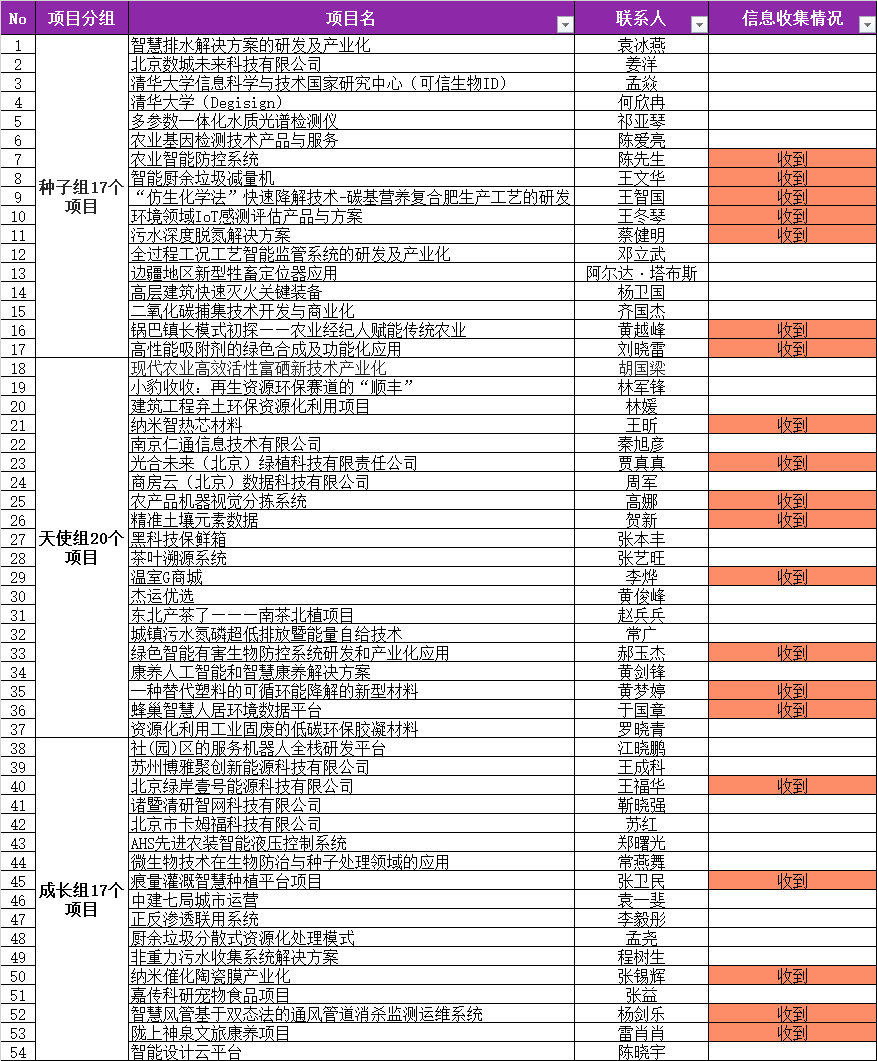 No 项目分组 项目名 联系人 信息收集情况
种子组17个项目
1 智慧排水解决方案的研发及产业化 袁冰燕
2 北京数城未来科技有限公司 姜洋
3 清华大学信息科学与技术国家研究中心（可信生物ID） 孟焱
4 清华大学（Degisign） 何欣冉
5 多参数一体化水质光谱检测仪 祁亚琴
6 农业基因检测技术产品与服务 陈爱亮
7 农业智能防控系统 陈先生 收到
8 智能厨余垃圾减量机 王文华 收到
9 “仿生化学法”快速降解技术-碳基营养复合肥生产工艺的研发 王智国 收到
10 环境领域IoT感测评估产品与方案 王冬琴 收到
11 污水深度脱氮解决方案 蔡健明 收到
12 全过程工况工艺智能监管系统的研发及产业化 邓立武
13 边疆地区新型牲畜定位器应用 阿尔达·塔布斯
14 高层建筑快速灭火关键装备 杨卫国
15 二氧化碳捕集技术开发与商业化 齐国杰
16 锅巴镇长模式初探——农业经纪人赋能传统农业 黄越峰 收到
17 高性能吸附剂的绿色合成及功能化应用 刘晓雷 收到
天使组20个项目
18 现代农业高效活性富硒新技术产业化 胡国梁
19 小豹收收：再生资源环保赛道的“顺丰” 林军锋
20 建筑工程弃土环保资源化利用项目 林媛
21 纳米智热芯材料 王昕 收到
22 南京仁通信息技术有限公司 秦旭彦
23 光合未来（北京）绿植科技有限责任公司 贾真真 收到
24 商房云（北京）数据科技有限公司 周军
25 农产品机器视觉分拣系统 高娜 收到
26 精准土壤元素数据 贺新 收到
27 黑科技保鲜箱 张本丰
28 茶叶溯源系统 张艺旺
29 温室G商城 李烨 收到
30 杰运优选 黄俊峰
31 东北产茶了———南茶北植项目 赵兵兵
32 城镇污水氮磷超低排放暨能量自给技术 常广
33 绿色智能有害生物防控系统研发和产业化应用 郝玉杰 收到
34 康养人工智能和智慧康养解决方案 黄剑锋
35 一种替代塑料的可循环能降解的新型材料 黄梦婷 收到
36 蜂巢智慧人居环境数据平台 于国章 收到
37 资源化利用工业固废的低碳环保胶凝材料 罗晓青
成长组17个项目
38 社(园)区的服务机器人全栈研发平台 江晓鹏
39 苏州博雅聚创新能源科技有限公司 王成科
40 北京绿岸壹号能源科技有限公司 王福华 收到
41 诸暨清研智网科技有限公司 靳晓强
42 北京市卡姆福科技有限公司 苏红
43 AHS先进农装智能液压控制系统 郑曙光
44 微生物技术在生物防治与种子处理领域的应用 常燕舞
45 痕量灌溉智慧种植平台项目 张卫民 收到
46 中建七局城市运营 袁一斐
47 正反渗透联用系统 李毅彤
48 厨余垃圾分散式资源化处理模式 孟尧
49 非重力污水收集系统解决方案 程树生
50 纳米催化陶瓷膜产业化 张锡辉 收到
51 嘉传科研宠物食品项目 张益
52 智慧风管基于双态法的通风管道消杀监测运维系统 杨剑乐 收到
53 陇上神泉文旅康养项目 雷肖肖 收到
54 智能设计云平台 陈晓宇